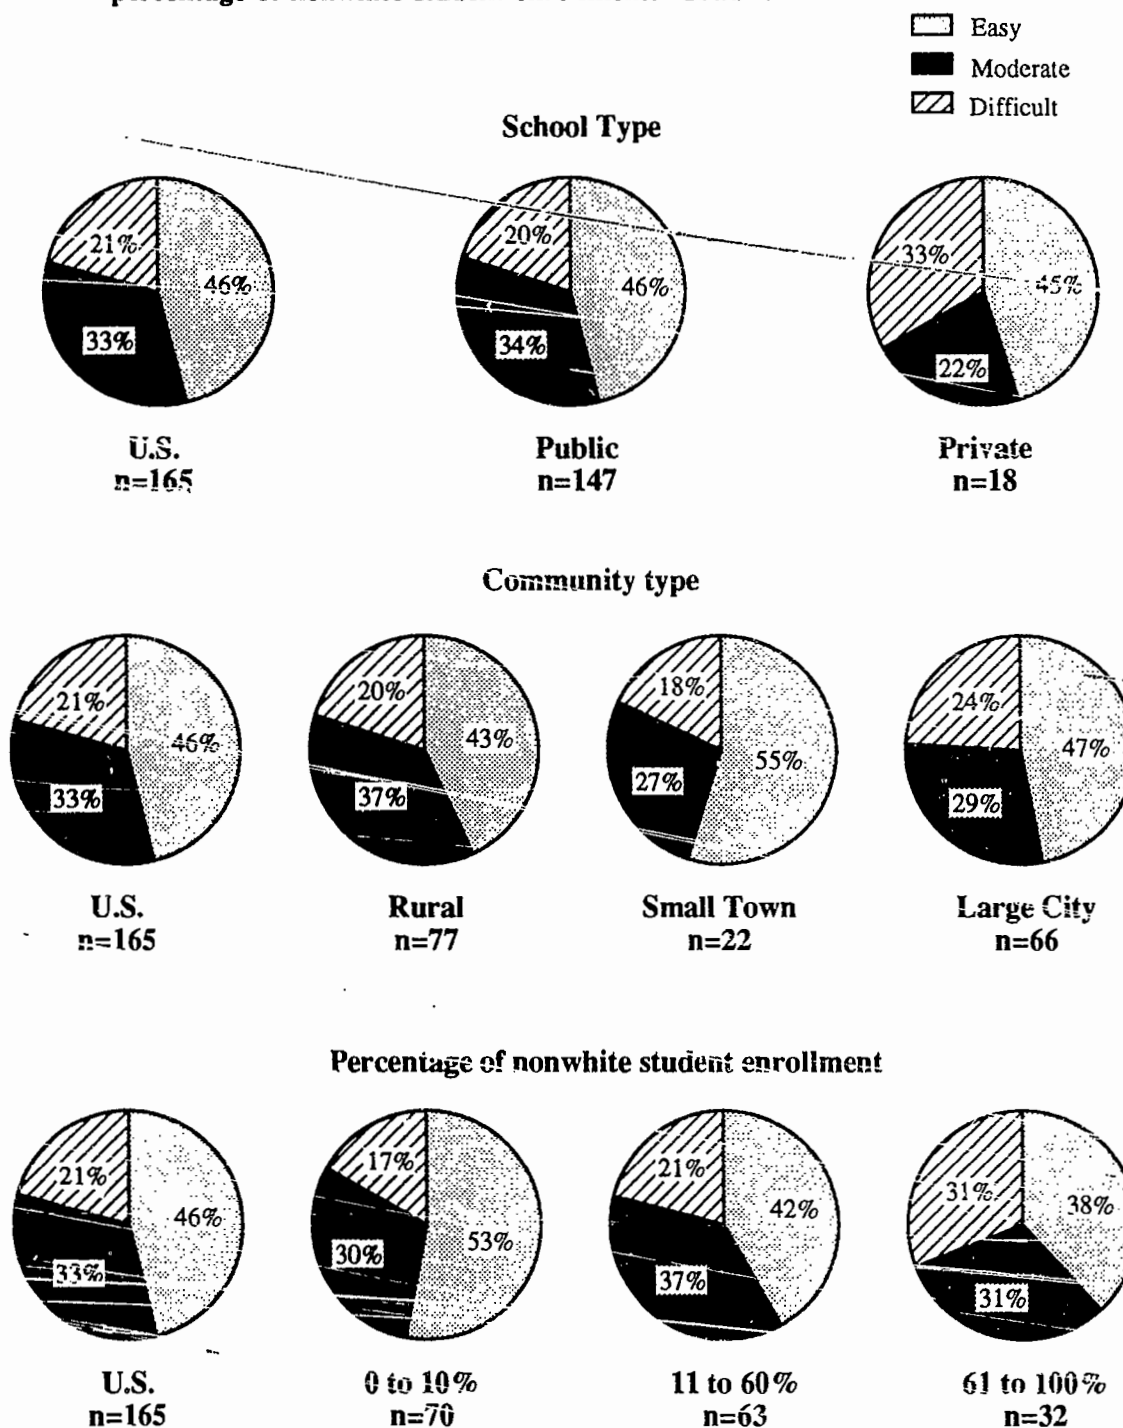 Easy
Moderate
Difficult
School Type
21%
46%
33%
20%
46%
34%
33%
45%
22%
U.S.
n=165
Public
n=147
Private
n=18
Community type
21%
46%
33%
20%
43%
37%
18%
55%
27%
24%
47%
29%
U.S.
n=165
Rural
n=77
Small Town
n=22
Large City
n=66
Percentage of nonwhite student enrollment
21%
46%
33%
17%
53%
30%
21%
42%
37%
31%
38%
31%
U.S.
n=165
0 to 10%
n=70
11 to 60%
n=63
61 to 100%
n=32